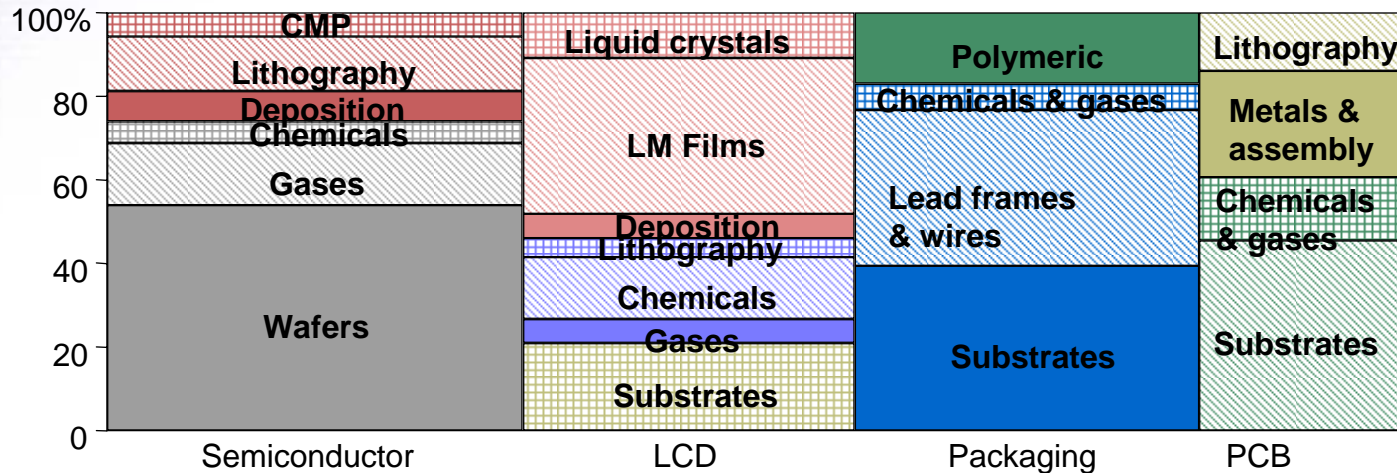 100%
80
60
40
20
0
CMP
Lithography
Deposition
Chemicals
Gases
Wafers
Liquid crystals
LM Films
Deposition
Lithography
Chemicals
Gases
Substrates
Polymeric
Chemicals & gases
Lead frames
& wires
Substrates
Lithography
Metals &
assembly
Chemicals
& gases
Substrates
Semiconductor
LCD
Packaging
PCB